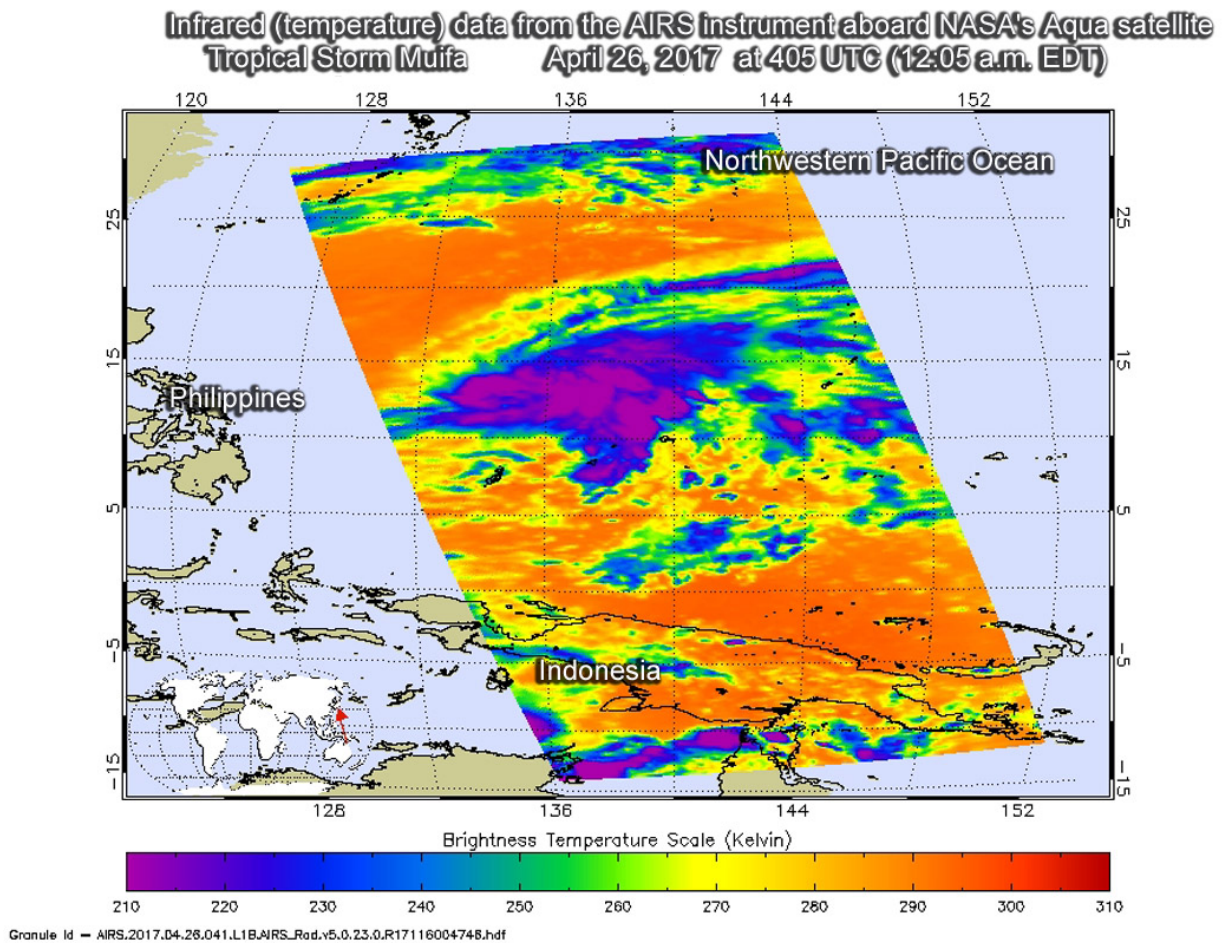 Infrared (temperature) data from the AIRS instrument aboard NASA's Aqua satellite
Tropical Storm Muifa April 26, 2017 at 405 UTC (12:05 a.m. EDT)
120 128 136 144 152
Northwestern Pacific Ocean
25 25
15 15
Philippines
5 5
-5 -5
Indonesia
-15 -15
128 136 144 152
Brightness Temperature Scale (Kelvin)
210 220 230 240 250 260 270 280 290 300 310
Granule Id - AIRS.2017.04.26.041.L1B.AIRS_Rad.v5.0.23.0.R17116004746.hdf